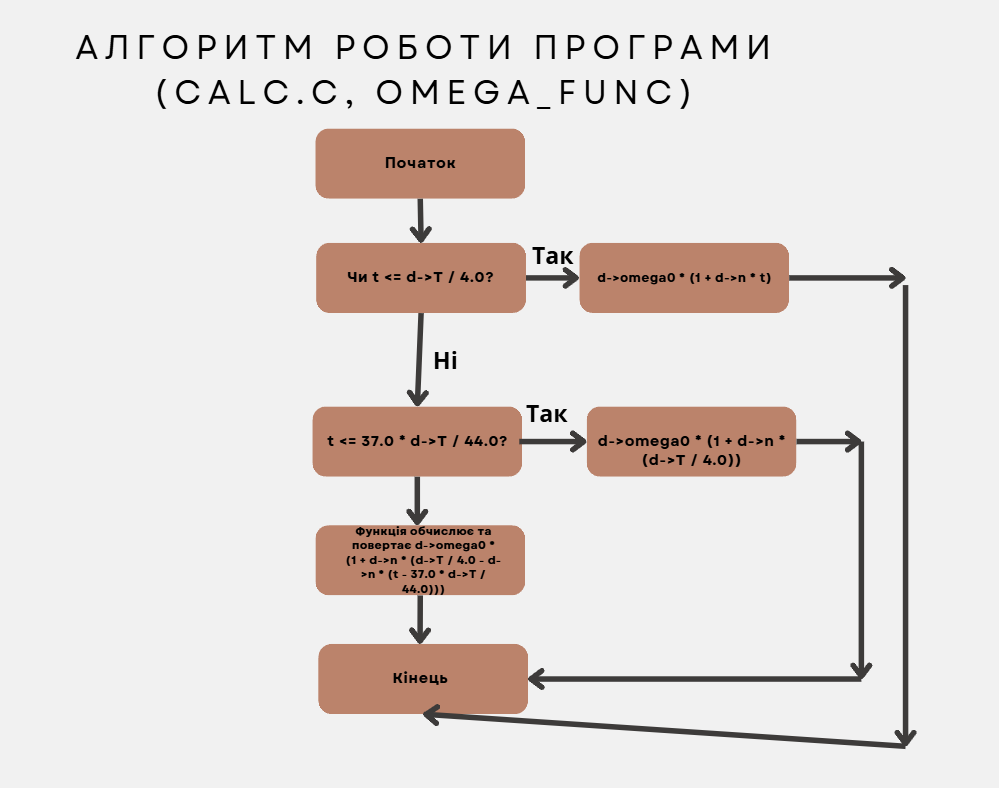 АЛГОРИТМ РОБОТИ ПРОГРАМИ
(CALC.C, OMEGA_FUNC)
Початок
Чи t <= d->T / 4.0?
Так
d->omega0 * (1 + d->n * t)
Ні
t <= 37.0 * d->T / 44.0?
Так
d->omega0 * (1 + d->n *
(d->T / 4.0))
Функція обчислює та
повертає d->omega0 *
(1 + d->n * (d->T / 4.0 - d-
>n * (t - 37.0 * d->T /
44.0)))
Кінець